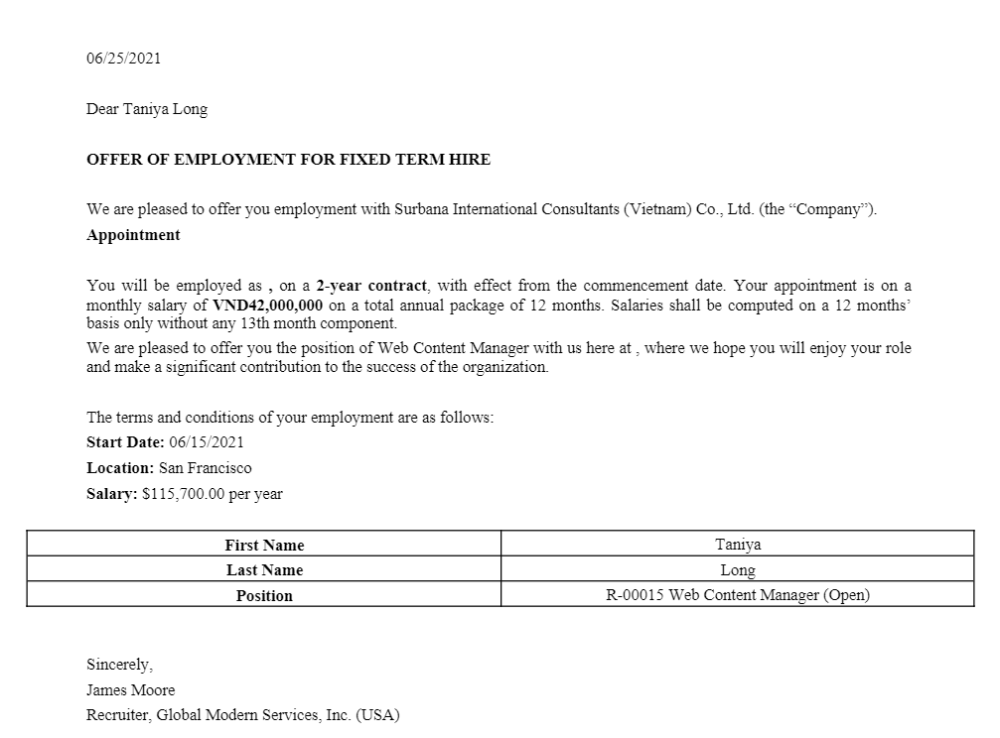 06/25/2021
Dear Taniya Long
OFFER OF EMPLOYMENT FOR FIXED TERM HIRE
We are pleased to offer you employment with Surbana International Consultants (Vietnam) Co., Ltd. (the “Company”).
Appointment
You will be employed as , on a 2-year contract, with effect from the commencement date. Your appointment is on a
monthly salary of VND42,000,000 on a total annual package of 12 months. Salaries shall be computed on a 12 months’
basis only without any 13th month component.
We are pleased to offer you the position of Web Content Manager with us here at , where we hope you will enjoy your role
and make a significant contribution to the success of the organization.
The terms and conditions of your employment are as follows:
Start Date: 06/15/2021
Location: San Francisco
Salary: $115,700.00 per year
First Name Taniya
Last Name Long
Position R-00015 Web Content Manager (Open)
Sincerely,
James Moore
Recruiter, Global Modern Services, Inc. (USA)